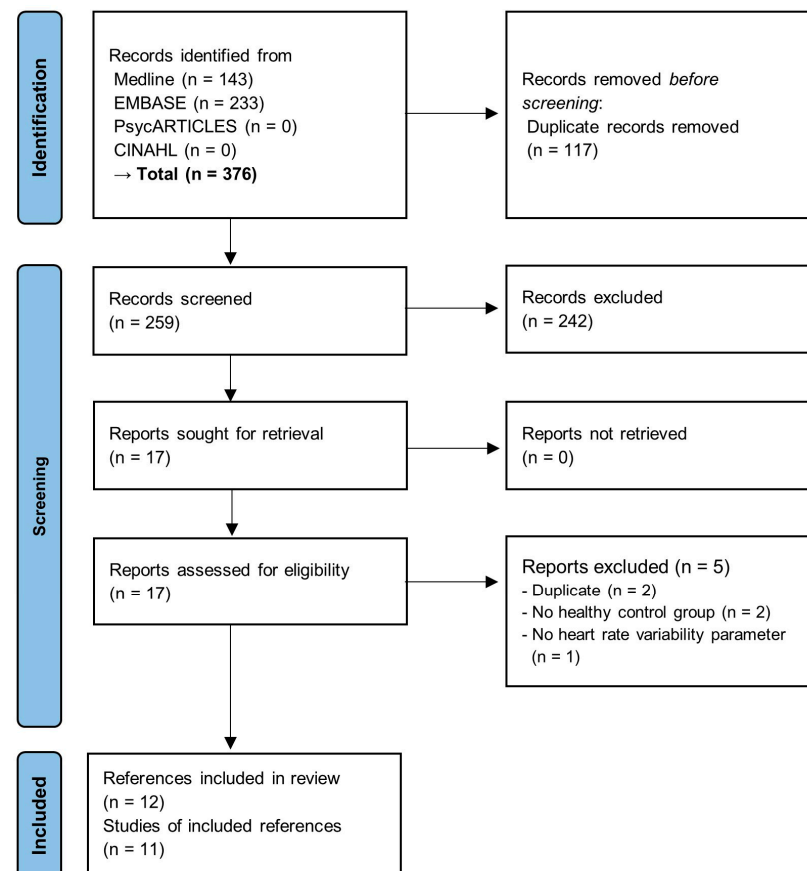 Identification
Records identified from
Medline (n = 143)
EMBASE (n = 233)
PsycARTICLES (n = 0)
CINAHL (n = 0)
→ Total (n = 376)
Records removed before
screening:
Duplicate records removed
(n = 117)
Screening
Records screened
(n = 259)
Records excluded
(n = 242)
Reports sought for retrieval
(n = 17)
Reports not retrieved
(n = 0)
Reports assessed for eligibility
(n = 17)
Reports excluded (n = 5)
- Duplicate (n = 2)
- No healthy control group (n = 2)
- No heart rate variability parameter
(n = 1)
Included
References included in review
(n = 12)
Studies of included references
(n = 11)